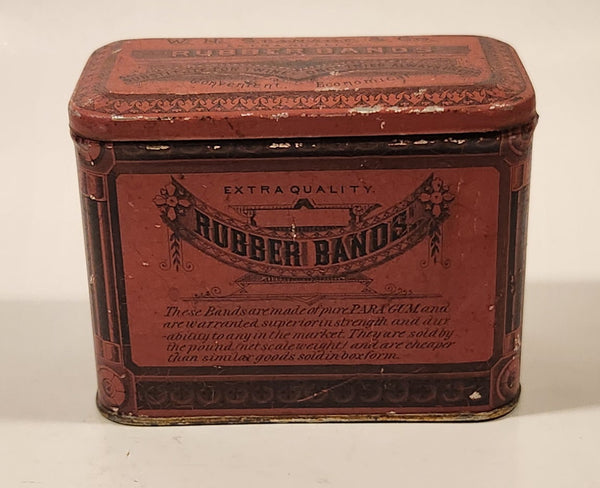 RUBBER BANDS
Economical
EXTRA QUALITY.
RUBBER BANDS
These Bands are made of pure PARA GUM and
are warranted superior in strength and dur-
-ability to any in the market. They are sold by
the pound (net scale weight) and are cheaper
than similar goods sold in box form.